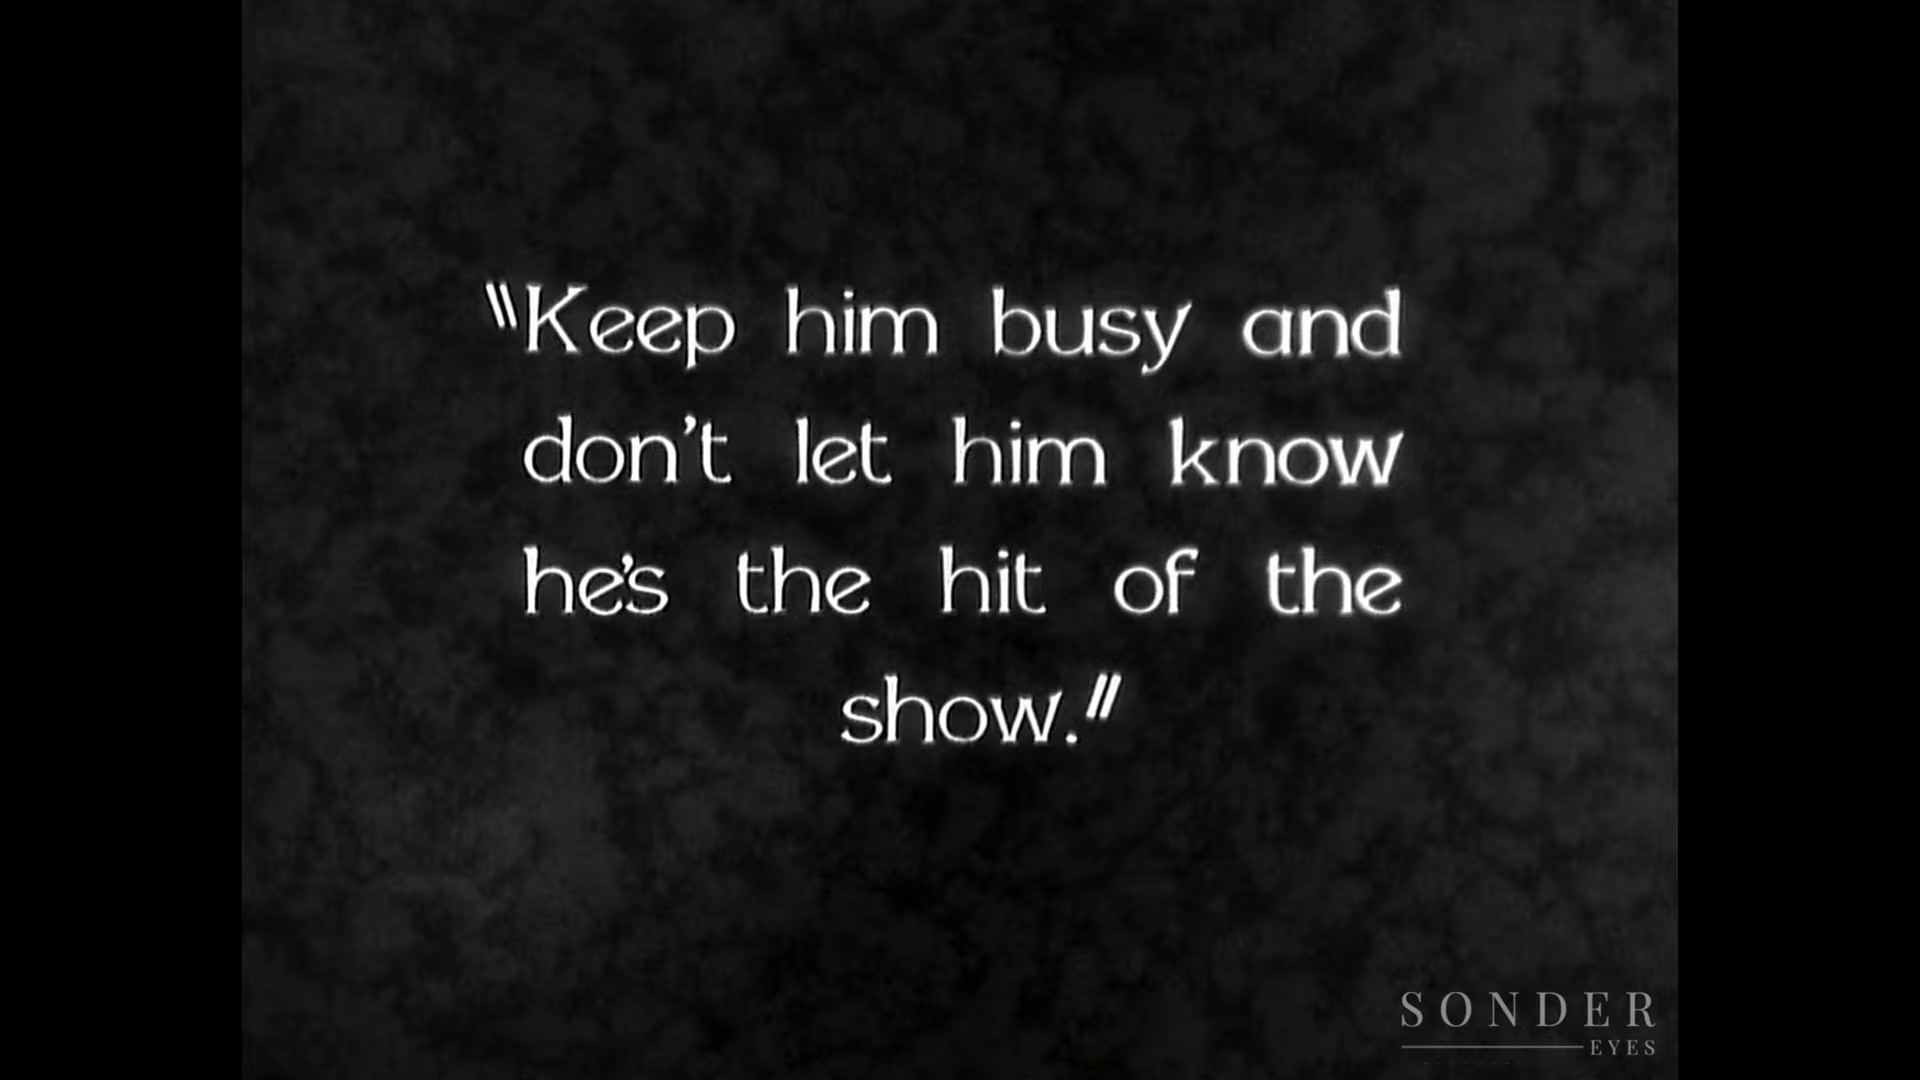 "Keep him busy and
don't let him know
he's the hit of the
show."
SONDER
EYES